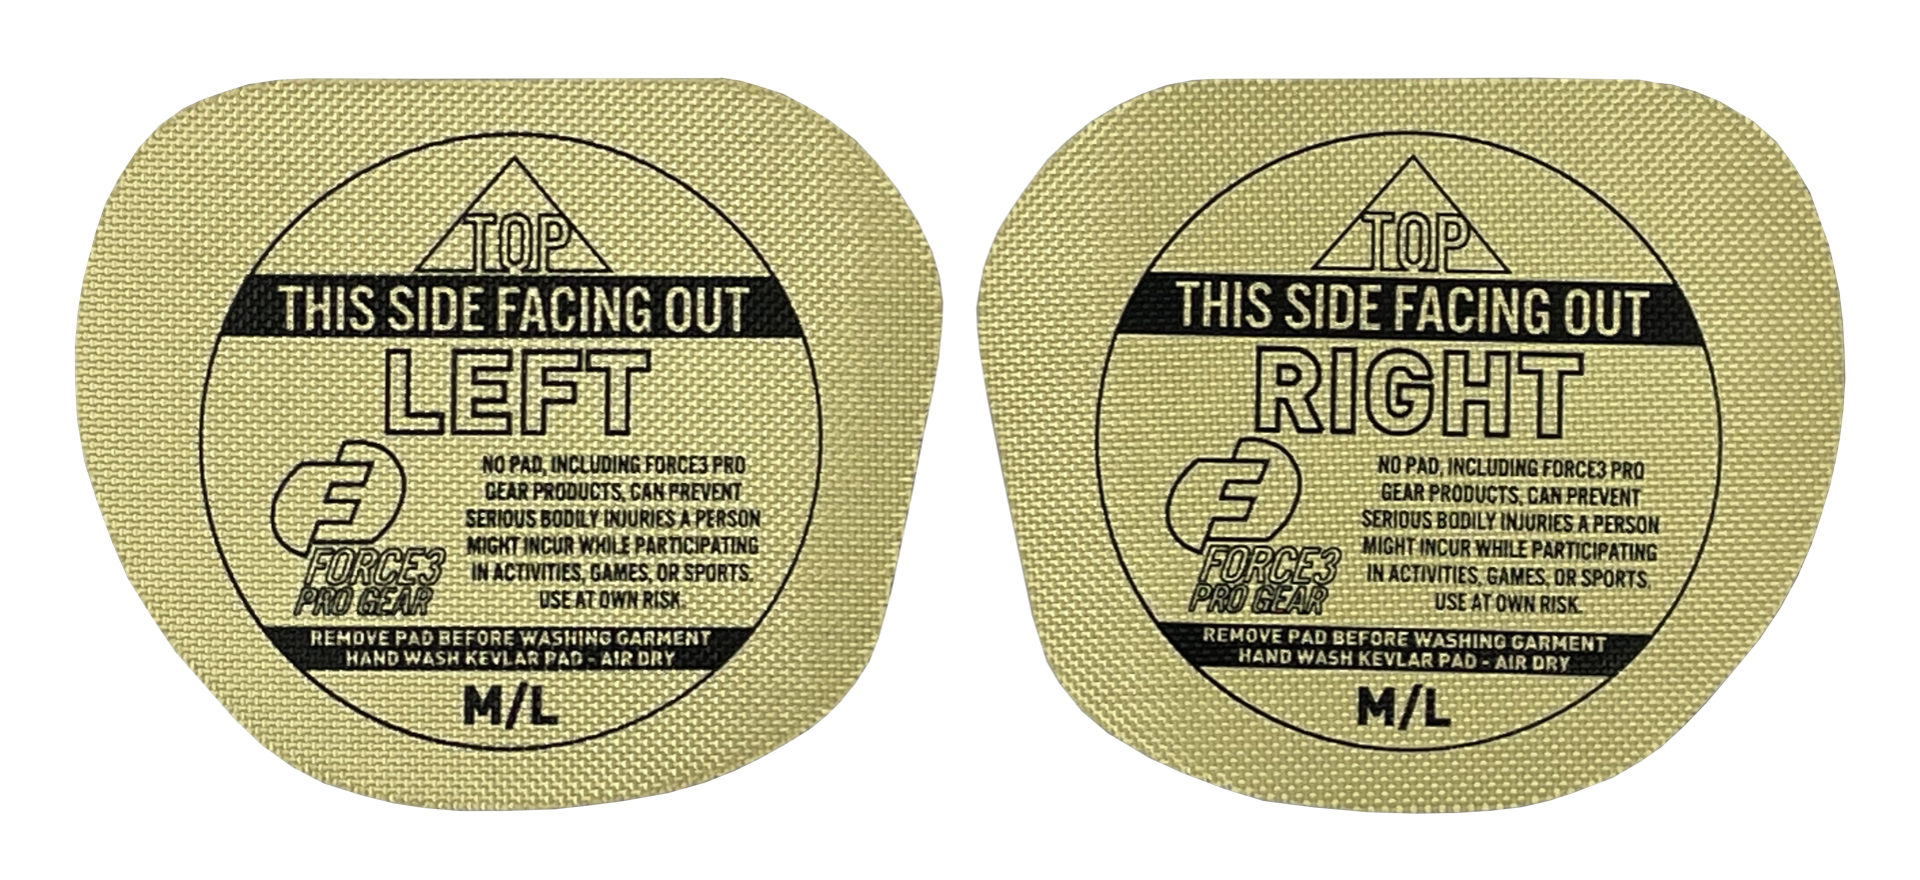 TOP
THIS SIDE FACING OUT
LEFT
NO PAD, INCLUDING FORCE3 PRO
GEAR PRODUCTS, CAN PREVENT
SERIOUS BODILY INJURIES A PERSON
MIGHT INCUR WHILE PARTICIPATING
IN ACTIVITIES, GAMES, OR SPORTS.
USE AT OWN RISK.
FORCE3
PRO GEAR
REMOVE PAD BEFORE WASHING GARMENT
HAND WASH KEVLAR PAD - AIR DRY
M/L
TOP
THIS SIDE FACING OUT
RIGHT
NO PAD, INCLUDING FORCE3 PRO
GEAR PRODUCTS, CAN PREVENT
SERIOUS BODILY INJURIES A PERSON
MIGHT INCUR WHILE PARTICIPATING
IN ACTIVITIES, GAMES, OR SPORTS.
USE AT OWN RISK.
FORCE3
PRO GEAR
REMOVE PAD BEFORE WASHING GARMENT
HAND WASH KEVLAR PAD - AIR DRY
M/L